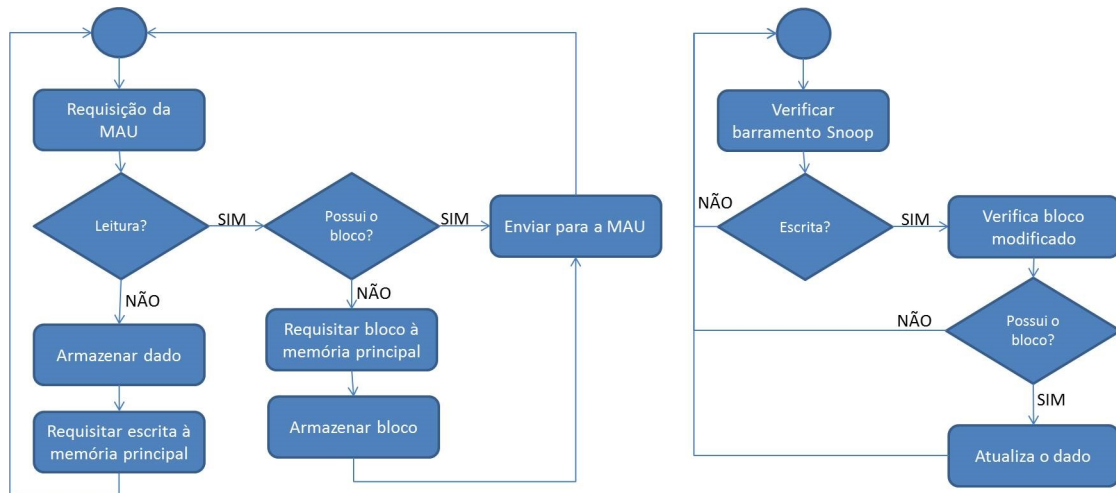 Requisição da
MAU
Leitura?
SIM
Possui o
bloco?
SIM
Enviar para a MAU
NÃO
Armazenar dado
Requisitar escrita à
memória principal
NÃO
Requisitar bloco à
memória principal
Armazenar bloco
Verificar
barramento Snoop
NÃO
Escrita?
SIM
Verifica bloco
modificado
NÃO
Possui o
bloco?
SIM
Atualiza o dado